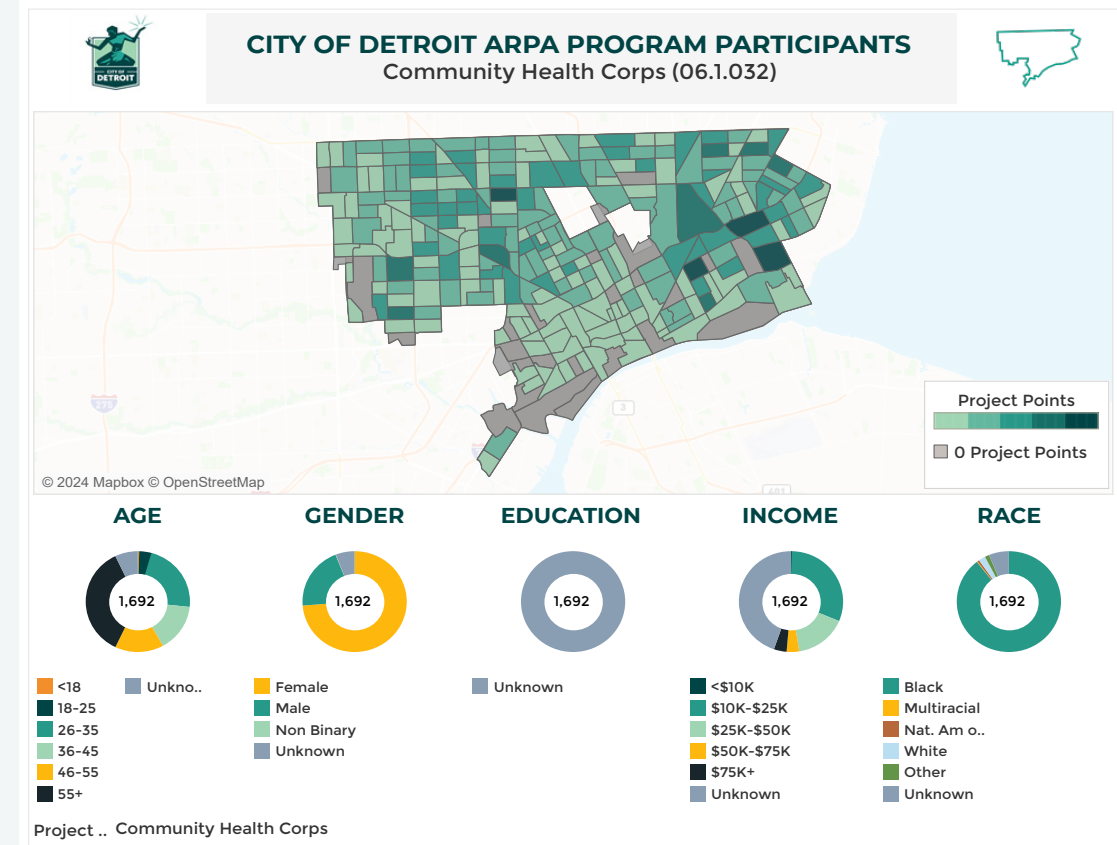 CITY OF
DETROIT
CITY OF DETROIT ARPA PROGRAM PARTICIPANTS
Community Health Corps (06.1.032)
275
3
401
Project Points
0 Project Points
© 2024 Mapbox © OpenStreetMap
AGE
GENDER
EDUCATION
INCOME
RACE
1,692
1,692
1,692
1,692
1,692
<18
Unkno..
18-25
26-35
36-45
46-55
55+
Female
Male
Non Binary
Unknown
Unknown
<$10K
$10K-$25K
$25K-$50K
$50K-$75K
$75K+
Unknown
Black
Multiracial
Nat. Am o..
White
Other
Unknown
Project .. Community Health Corps